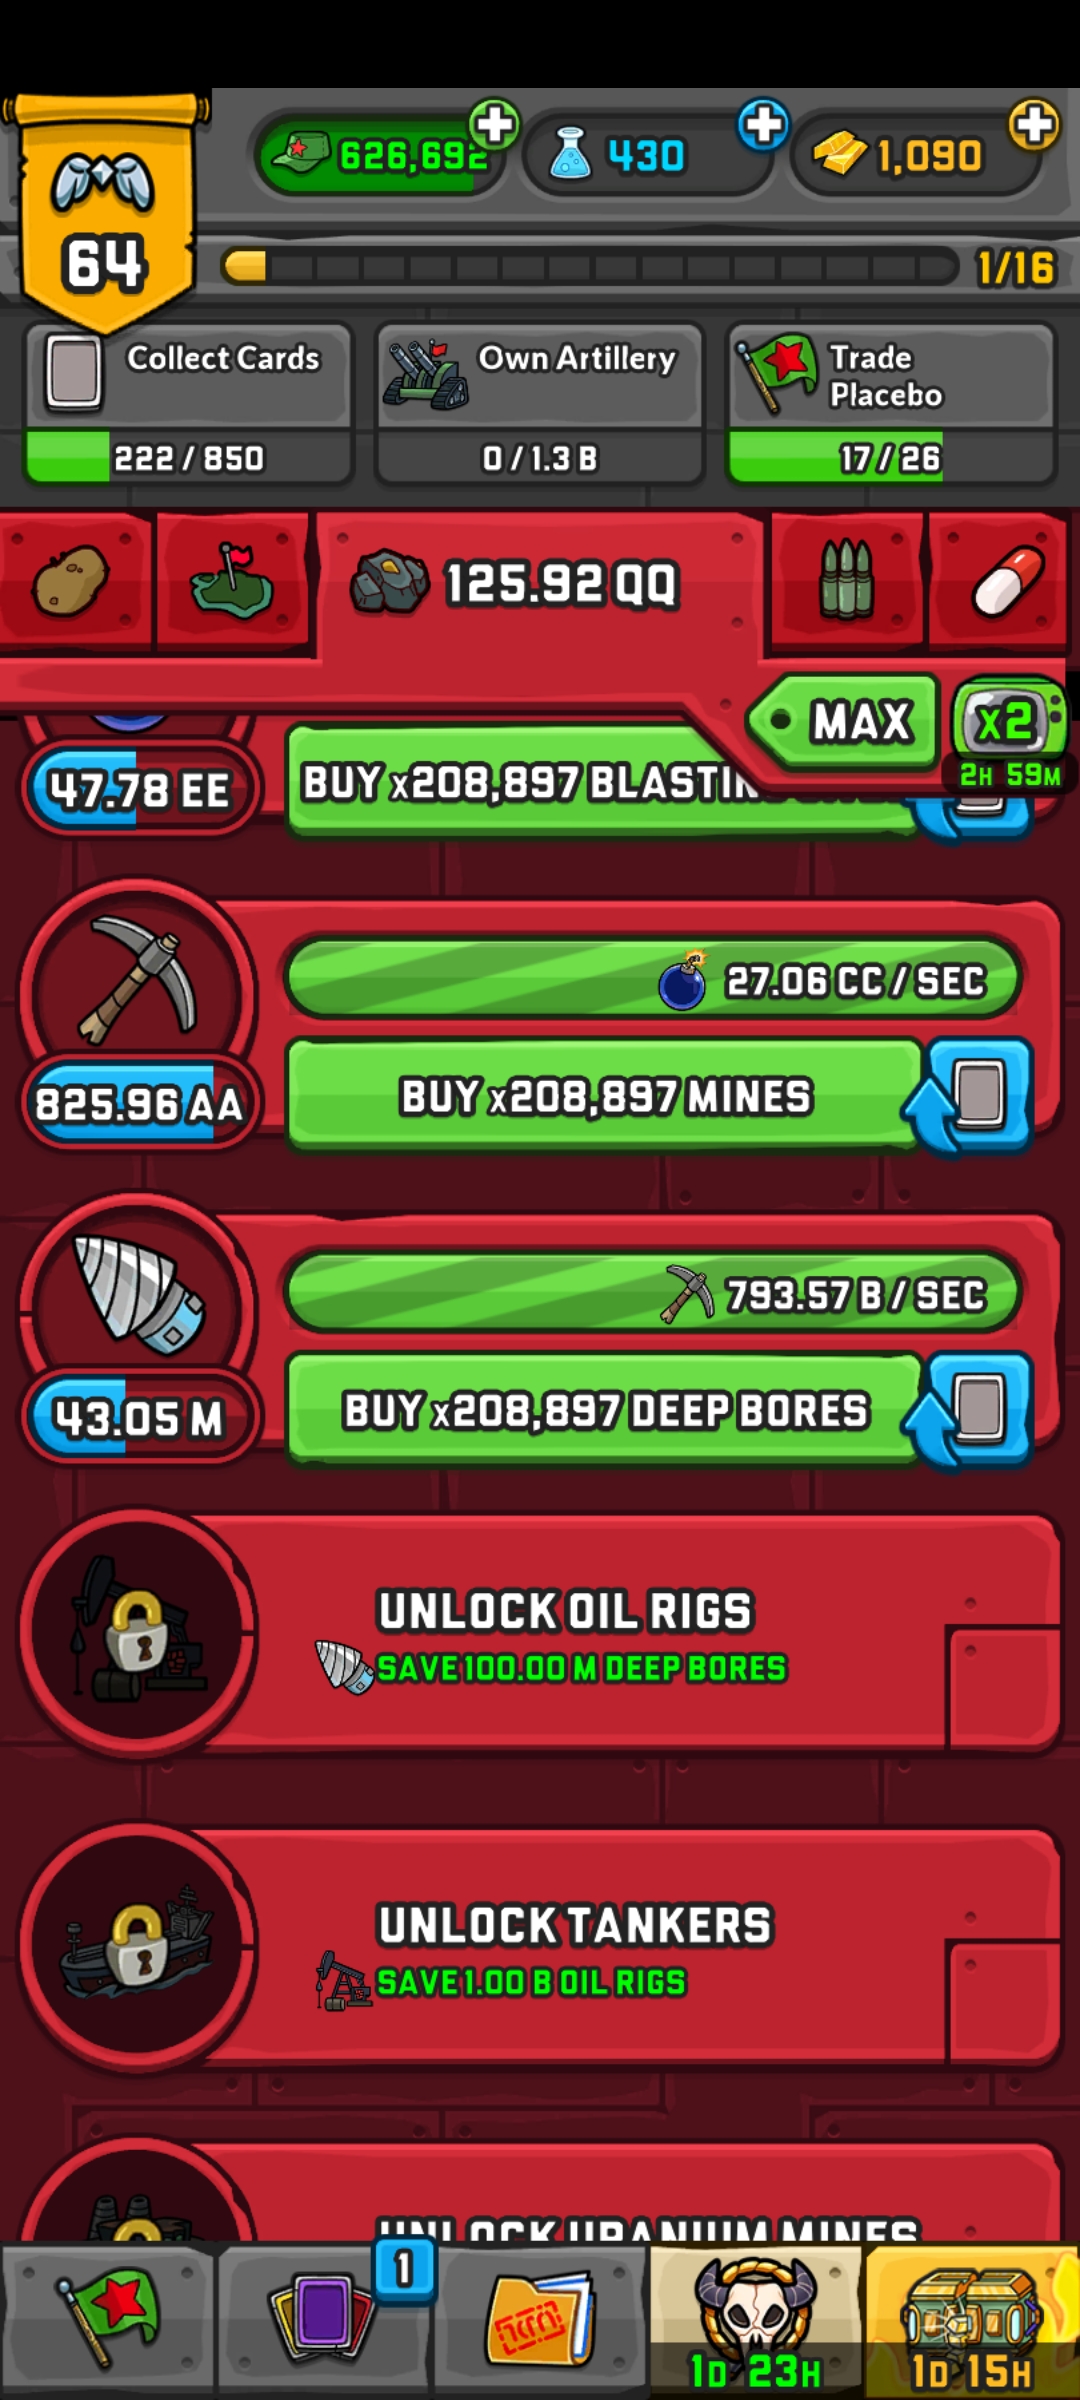 626,692
430
1,090
64
1/16
Collect Cards
222 / 850
Own Artillery
0 / 1.3 B
Trade
Placebo
17 / 26
125.92 QQ
MAX
x2
2H 59M
47.78 EE
BUY x208,897
27.06 CC / SEC
825.96 AA
BUY x208,897 MINES
793.57 B / SEC
43.05 M
BUY x208,897 DEEP BORES
UNLOCK OIL RIGS
SAVE 100.00 M DEEP BORES
UNLOCK TANKERS
SAVE 1.00 B OIL RIGS
UNLOCK URANIUM MINES
1
1D 23H
1D 15H